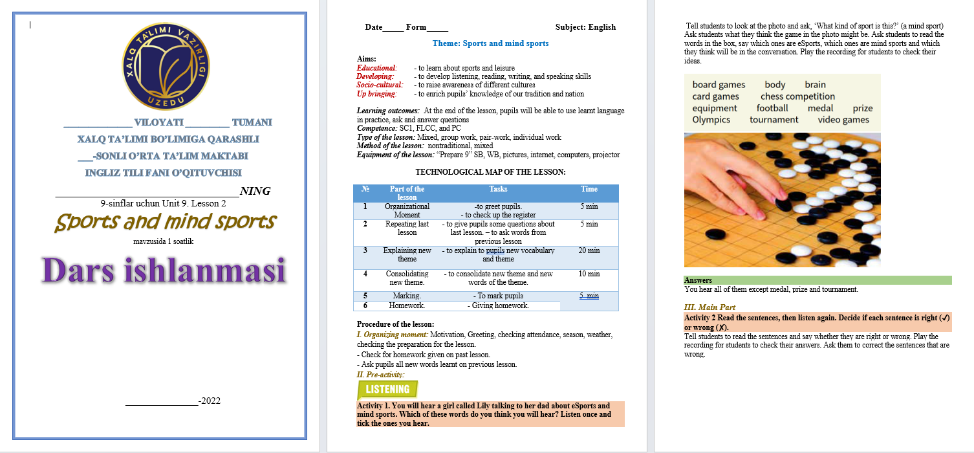 XALQ TA'LIMI VAZIRLIGI
UZEDU
______________ VILOYATI _________ TUMANI
XALQ TA'LIMI BO'LIMIGA QARASHLI
___-SONLI O'RTA TA'LIM MAKTABI
INGLIZ TILI FANI O'QITUVCHISI
______________________________NING
9-sinflar uchun Unit 9. Lesson 2
Sports and mind sports
mavzusida 1 soatlik
Dars ishlanmasi
_______________-2022
Date_____ Form_____ Subject: English
Theme: Sports and mind sports
Aims:
Educational: - to learn about sports and leisure
Developing: - to develop listening, reading, writing, and speaking skills
Socio-cultural: - to raise awareness of different cultures
Up bringing: - to enrich pupils' knowledge of our tradition and nation
Learning outcomes: At the end of the lesson, pupils will be able to use learnt language
in practice, ask and answer questions
Competence: SC1, FLCC, and PC
Type of the lesson: Mixed, group work, pair-work, individual work
Method of the lesson: nontraditional, mixed
Equipment of the lesson: "Prepare 9" SB, WB, pictures, internet, computers, projector
TECHNOLOGICAL MAP OF THE LESSON:
№ Part of the lesson Tasks Time
1 Organizational Moment -to greet pupils. - to check up the register 5 min
2 Repeating last lesson - to give pupils some questions about last lesson. – to ask words from previous lesson 5 min
3 Explaining new theme - to explain to pupils new vocabulary and theme 20 min
4 Consolidating new theme. - to consolidate new theme and new words of the theme. 10 min
5 Marking. - To mark pupils 5 min
6 Homework. - Giving homework.
Procedure of the lesson:
I. Organizing moment: Motivation, Greeting, checking attendance, season, weather,
checking the preparation for the lesson.
- Check for homework given on past lesson.
- Ask pupils all new words learnt on previous lesson.
II. Pre-activity:
LISTENING
Activity 1. You will hear a girl called Lily talking to her dad about eSports and
mind sports. Which of these words do you think you will hear? Listen once and
tick the ones you hear.
Tell students to look at the photo and ask, 'What kind of sport is this?' (a mind sport)
Ask students what they think the game in the photo might be. Ask students to read the
words in the box, say which ones are eSports, which ones are mind sports and which
they think will be in the conversation. Play the recording for students to check their
ideas.
board games body brain
card games chess competition
equipment football medal prize
Olympics tournament video games
Answers
You hear all of them except medal, prize and tournament.
III. Main Part
Activity 2 Read the sentences, then listen again. Decide if each sentence is right (✓)
or wrong (✗).
Tell students to read the sentences and say whether they are right or wrong. Play the
recording for students to check their answers. Ask them to correct the sentences that are
wrong.